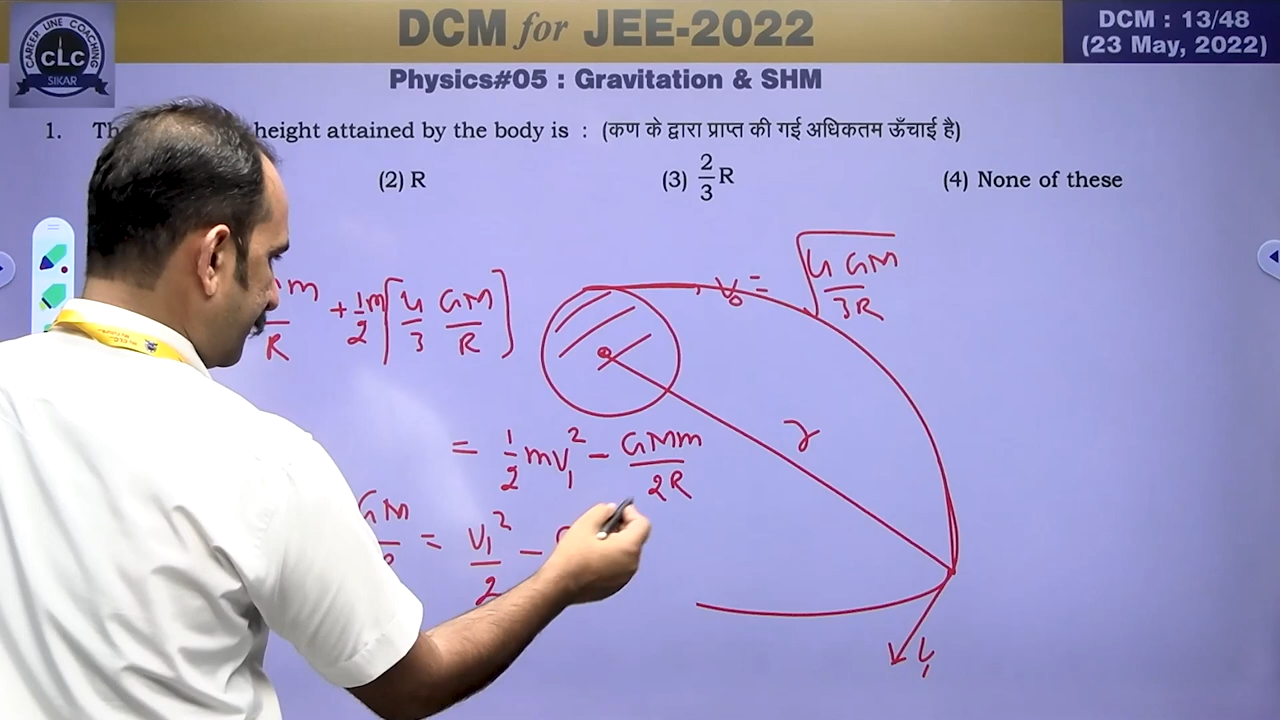 DCM for JEE-2022
DCM : 13/48
(23 May, 2022)
CAREER LINE COACHING
CLC
SIKAR
Physics#05 : Gravitation & SHM
1. height attained by the body is : (कण के द्वारा प्राप्त की गई अधिकतम ऊँचाई है)
(2) R (3) 2/3 R (4) None of these
v₀ = √(4GM/3R)
m/R + 1/2 m[4/3 GM/R]
r
= 1/2 mv₁² − GMm/2R
GM = v₁²/2 −